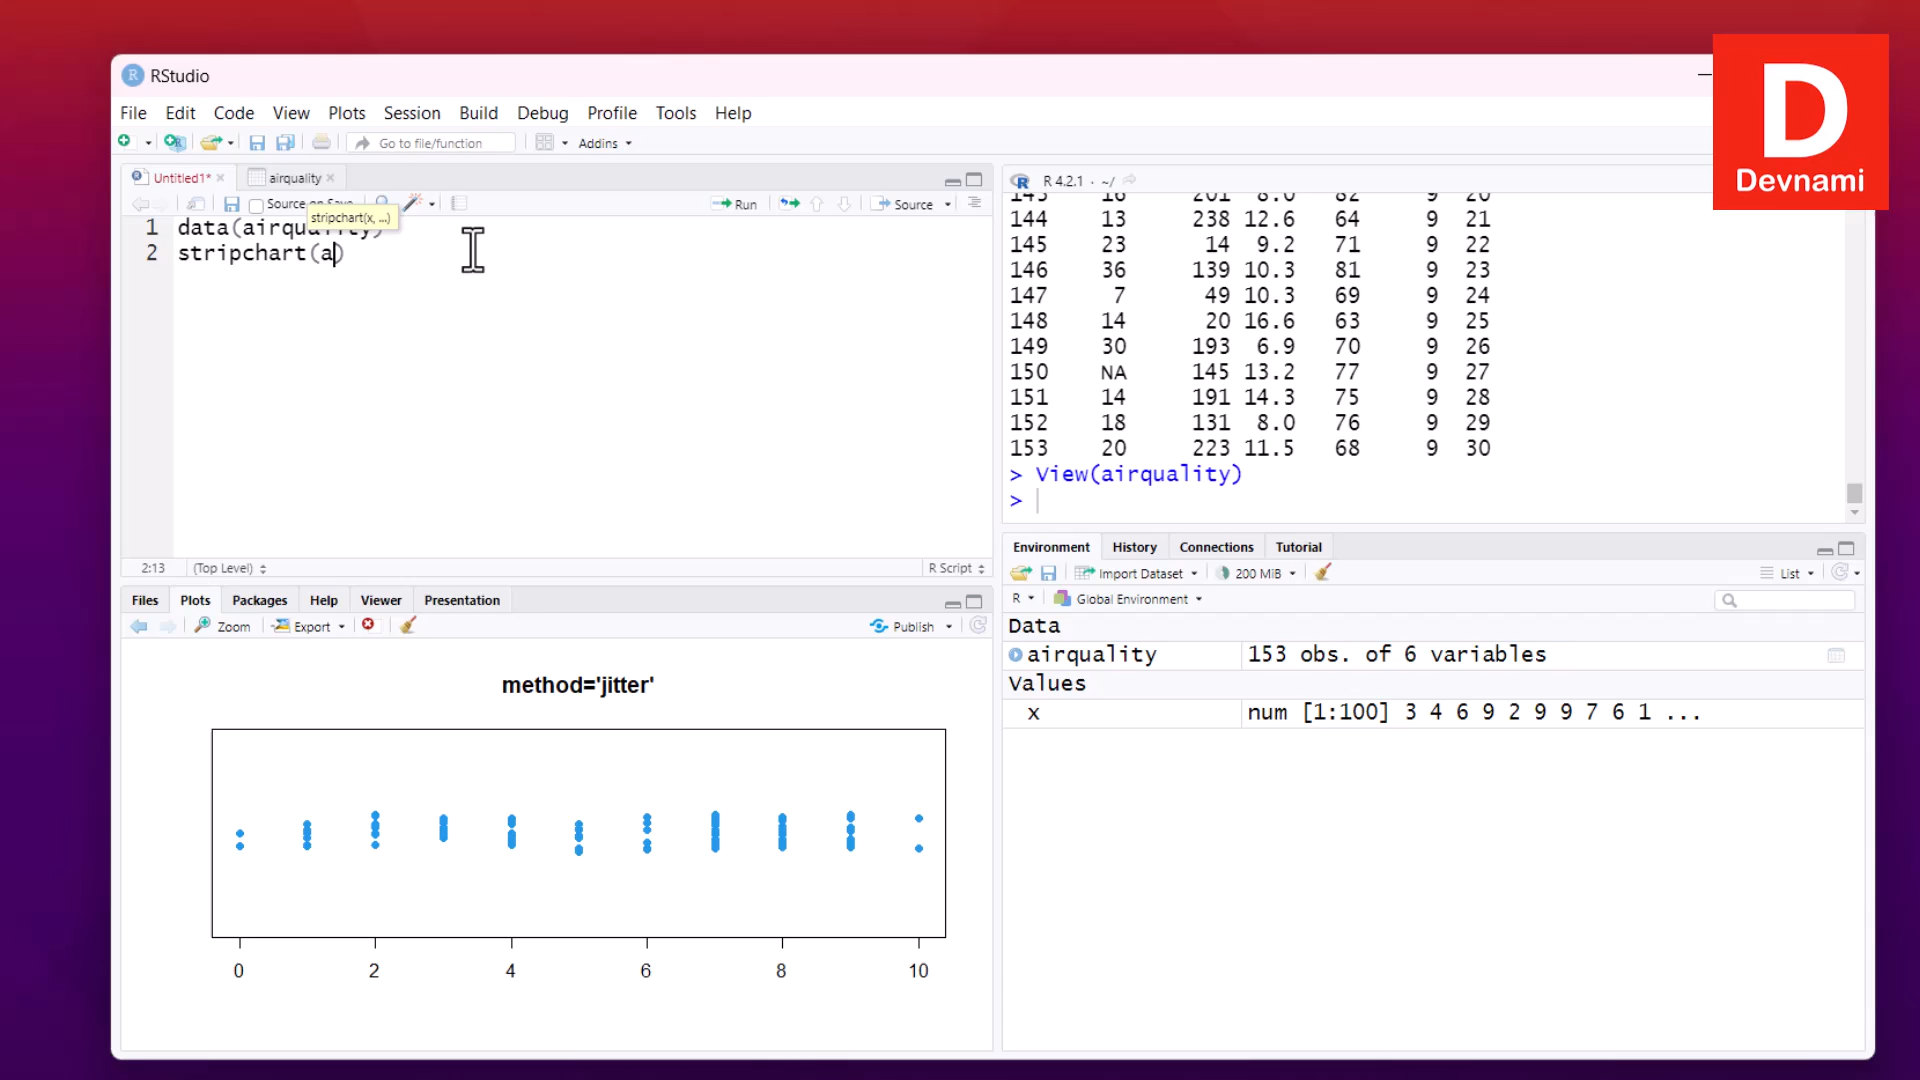 RStudio
D
Devnami
File Edit Code View Plots Session Build Debug Profile Tools Help
Go to file/function Addins
Untitled1* airquality
Source on Save Run Source
stripchart(x, ...)
1 data(airquality)
2 stripchart(a)
2:13 (Top Level) R Script
R 4.2.1 · ~/
145 16 201 8.0 82 9 20
144 13 238 12.6 64 9 21
145 23 14 9.2 71 9 22
146 36 139 10.3 81 9 23
147 7 49 10.3 69 9 24
148 14 20 16.6 63 9 25
149 30 193 6.9 70 9 26
150 NA 145 13.2 77 9 27
151 14 191 14.3 75 9 28
152 18 131 8.0 76 9 29
153 20 223 11.5 68 9 30
> View(airquality)
>
Files Plots Packages Help Viewer Presentation
Zoom Export Publish
method='jitter'
0 2 4 6 8 10
Environment History Connections Tutorial
Import Dataset 200 MiB List
R Global Environment
Data
airquality 153 obs. of 6 variables
Values
x num [1:100] 3 4 6 9 2 9 9 7 6 1 ...